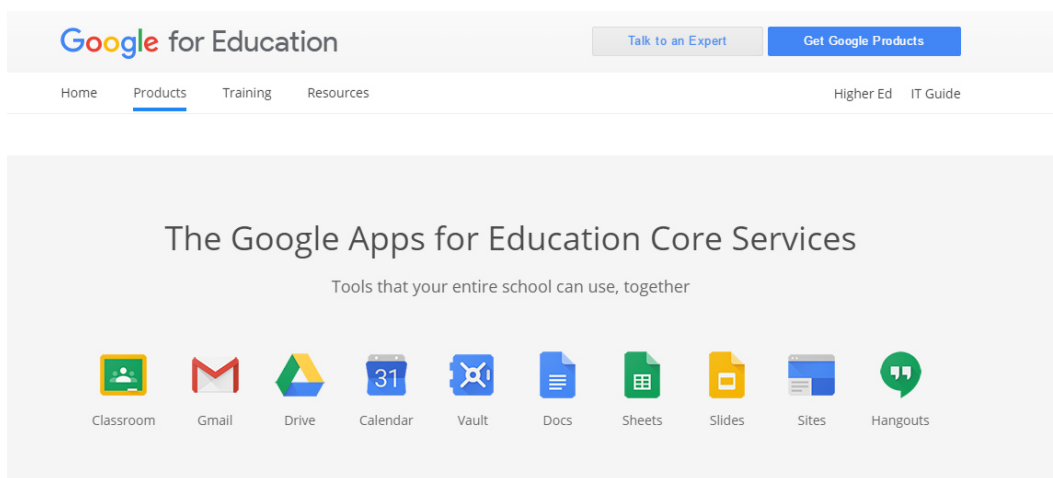 Google for Education Talk to an Expert Get Google Products
Home Products Training Resources Higher Ed IT Guide
The Google Apps for Education Core Services
Tools that your entire school can use, together
31
Classroom Gmail Drive Calendar Vault Docs Sheets Slides Sites Hangouts